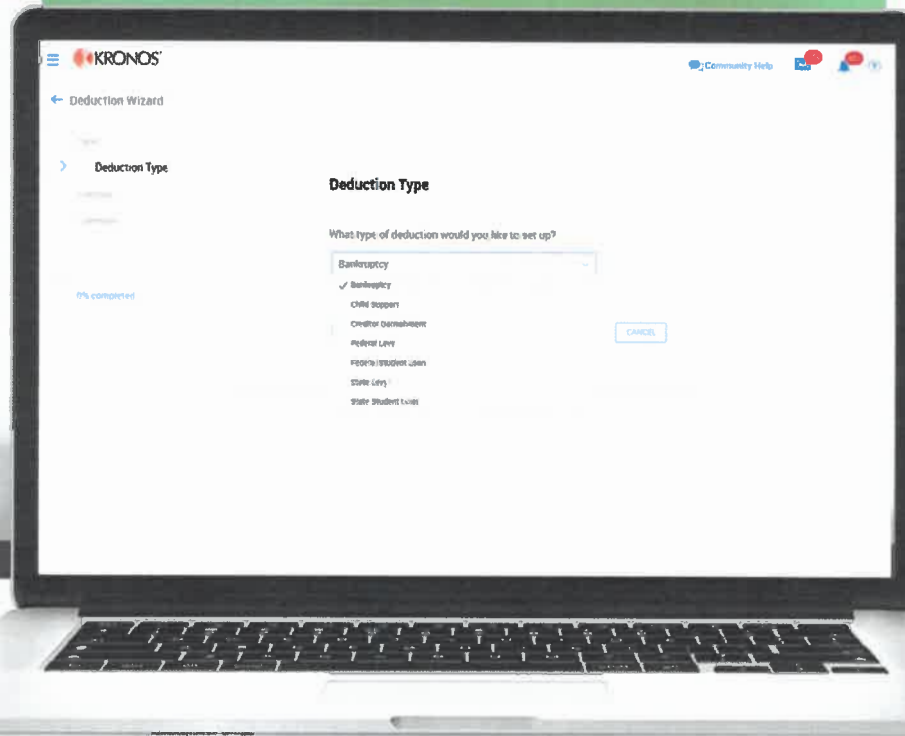 KRONOS
Community Help
Deduction Wizard
Deduction Type
Deduction Type
What type of deduction would you like to set up?
Bankruptcy
Bankruptcy
Child Support
Creditor Garnishment
Federal Levy
Federal Student Loan
State Levy
State Student Loan
CANCEL
0% completed